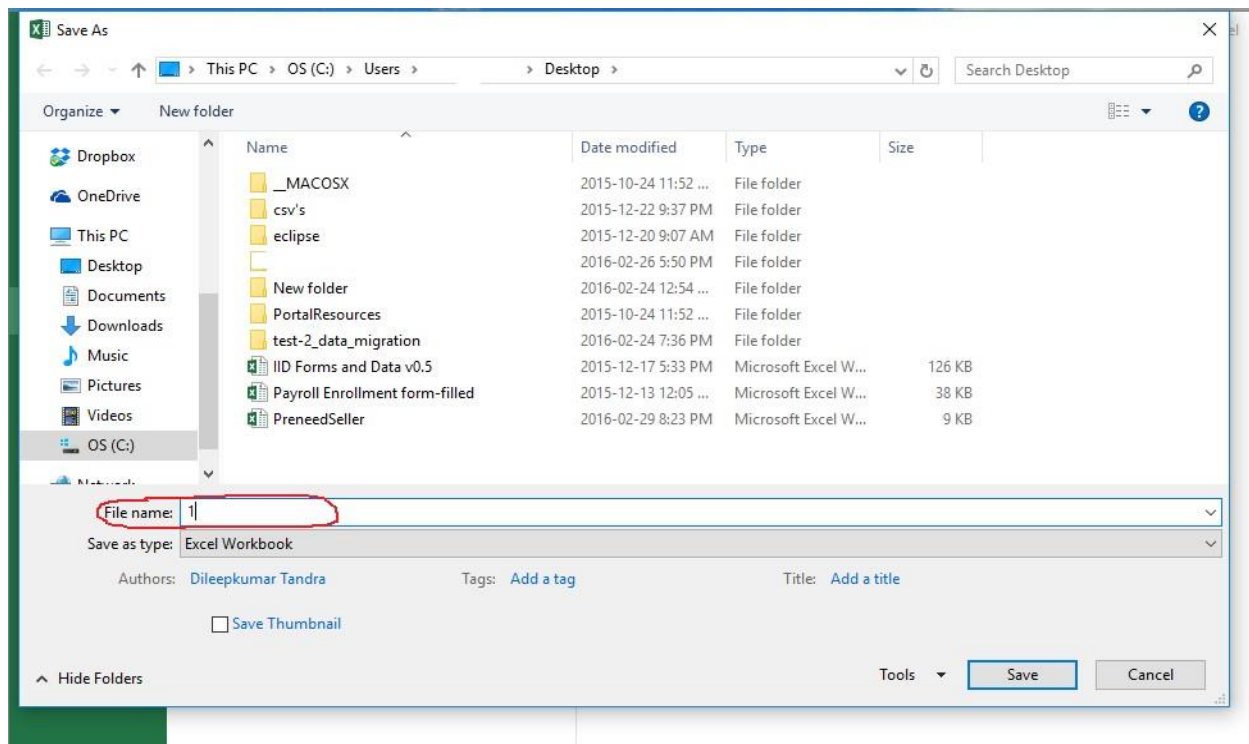 Save As
This PC > OS (C:) > Users > > Desktop >
Search Desktop
Organize
New folder
Name Date modified Type Size
Dropbox
OneDrive
This PC
Desktop
Documents
Downloads
Music
Pictures
Videos
OS (C:)
Network
__MACOSX 2015-10-24 11:52 ... File folder
csv's 2015-12-22 9:37 PM File folder
eclipse 2015-12-20 9:07 AM File folder
2016-02-26 5:50 PM File folder
New folder 2016-02-24 12:54 ... File folder
PortalResources 2015-10-24 11:52 ... File folder
test-2_data_migration 2016-02-24 7:36 PM File folder
IID Forms and Data v0.5 2015-12-17 5:33 PM Microsoft Excel W... 126 KB
Payroll Enrollment form-filled 2015-12-13 12:05 ... Microsoft Excel W... 38 KB
PreneedSeller 2016-02-29 8:23 PM Microsoft Excel W... 9 KB
File name: 1
Save as type: Excel Workbook
Authors: Dileepkumar Tandra Tags: Add a tag Title: Add a title
Save Thumbnail
Hide Folders
Tools Save Cancel